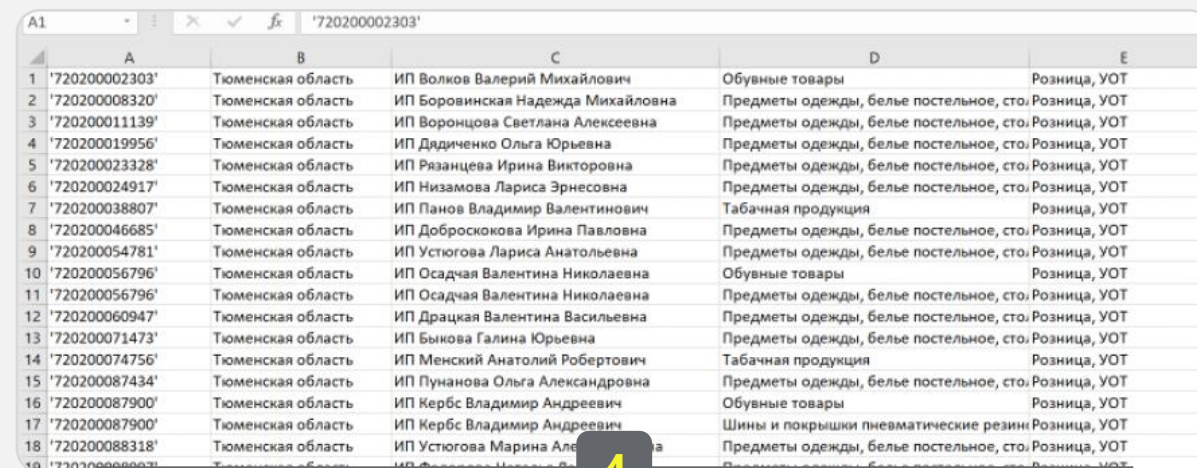 A1 fx '720200002303'
A B C D E
1 '720200002303' Тюменская область ИП Волков Валерий Михайлович Обувные товары Розница, УОТ
2 '720200008320' Тюменская область ИП Боровинская Надежда Михайловна Предметы одежды, белье постельное, сто Розница, УОТ
3 '720200011139' Тюменская область ИП Воронцова Светлана Алексеевна Предметы одежды, белье постельное, сто Розница, УОТ
4 '720200019956' Тюменская область ИП Дядиченко Ольга Юрьевна Предметы одежды, белье постельное, сто Розница, УОТ
5 '720200023328' Тюменская область ИП Рязанцева Ирина Викторовна Предметы одежды, белье постельное, сто Розница, УОТ
6 '720200024917' Тюменская область ИП Низамова Лариса Эрнесовна Предметы одежды, белье постельное, сто Розница, УОТ
7 '720200038807' Тюменская область ИП Панов Владимир Валентинович Табачная продукция Розница, УОТ
8 '720200046685' Тюменская область ИП Доброскокова Ирина Павловна Предметы одежды, белье постельное, сто Розница, УОТ
9 '720200054781' Тюменская область ИП Устюгова Лариса Анатольевна Предметы одежды, белье постельное, сто Розница, УОТ
10 '720200056796' Тюменская область ИП Осадчая Валентина Николаевна Обувные товары Розница, УОТ
11 '720200056796' Тюменская область ИП Осадчая Валентина Николаевна Предметы одежды, белье постельное, сто Розница, УОТ
12 '720200060947' Тюменская область ИП Драцкая Валентина Васильевна Предметы одежды, белье постельное, сто Розница, УОТ
13 '720200071473' Тюменская область ИП Быкова Галина Юрьевна Предметы одежды, белье постельное, сто Розница, УОТ
14 '720200074756' Тюменская область ИП Менский Анатолий Робертович Табачная продукция Розница, УОТ
15 '720200087434' Тюменская область ИП Пунанова Ольга Александровна Предметы одежды, белье постельное, сто Розница, УОТ
16 '720200087900' Тюменская область ИП Кербс Владимир Андреевич Обувные товары Розница, УОТ
17 '720200087900' Тюменская область ИП Кербс Владимир Андреевич Шины и покрышки пневматические резин Розница, УОТ
18 '720200088318' Тюменская область ИП Устюгова Марина Предметы одежды, белье постельное, сто Розница, УОТ
4